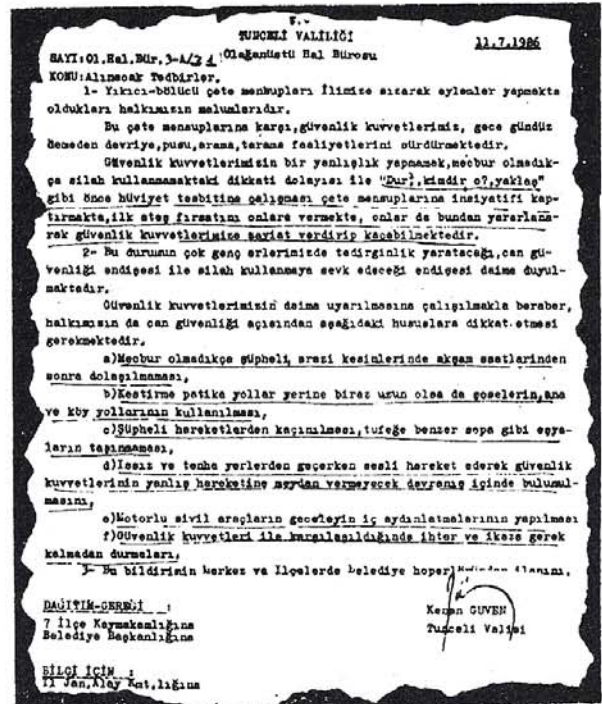 T.C.
TUNCELİ VALİLİĞİ
11.7.1986
SAYI:01.Hal.Bür.3-A/ Olağanüstü Hal Bürosu
KONU:Alınacak Tedbirler.
1- Yıkıcı-bölücü çete mensupları İlimize sızarak eylemler yapmakta
oldukları halkımızın malumlarıdır.
Bu çete mensuplarına karşı,güvenlik kuvvetlerimiz, gece gündüz
demeden devriye,pusu,arama,tarama faaliyetlerini sürdürmektedir.
Güvenlik kuvvetlerimizin bir yanlışlık yapmamak,mecbur olmadık-
ça silah kullanmamaktaki dikkati dolayısı ile "Dur!,kimdir o?,yaklaş"
gibi önce hüviyet tesbitine çalışması çete mensuplarına insiyatifi kap-
tırmakta,ilk ateş fırsatını onlara vermekte, onlar da bundan yararlana-
rak güvenlik kuvvetlerimize zayiat verdirip kaçabilmektedir.
2- Bu durumun çok genç erlerimizde tedirginlik yaratacağı,can gü-
venliği endişesi ile silah kullanmaya sevk edeceği endişesi daima duyul-
maktadır.
Güvenlik kuvvetlerimizin daima uyarılmasına çalışılmakla beraber,
halkımızın da can güvenliği açısından aşağıdaki hususlara dikkat etmesi
gerekmektedir.
a)Mecbur olmadıkça şüpheli, arazi kesimlerinde akşam saatlarinden
sonra dolaşılmaması,
b)Kestirme patika yollar yerine biraz uzun olsa da şoselerin,ana
ve köy yollarının kullanılması,
c)Şüpheli hareketlerden kaçınılması,tüfeğe benzer sopa gibi eşya-
ların taşınmaması,
d)Issız ve tenha yerlerden geçerken sesli hareket ederek güvenlik
kuvvetlerinin yanlış hareketine meydan vermeyecek davranış içinde bulunul-
masını,
e)Motorlu sivil araçların geceleyin iç aydınlatmalarının yapılması
f)Güvenlik kuvvetleri ile karşılaşıldığında ihtar ve ikaza gerek
kalmadan durmaları,
3- Bu bildirinin Merkez ve İlçelerde belediye hoperlöründen ilanını,
DAĞITIM-GEREĞİ :
7 İlçe Kaymakamlığına
Belediye Başkanlığına
Kenan GUVEN
Tunceli Valisi
BİLGİ İÇİN :
İl Jan.Alay Kmt.lığına